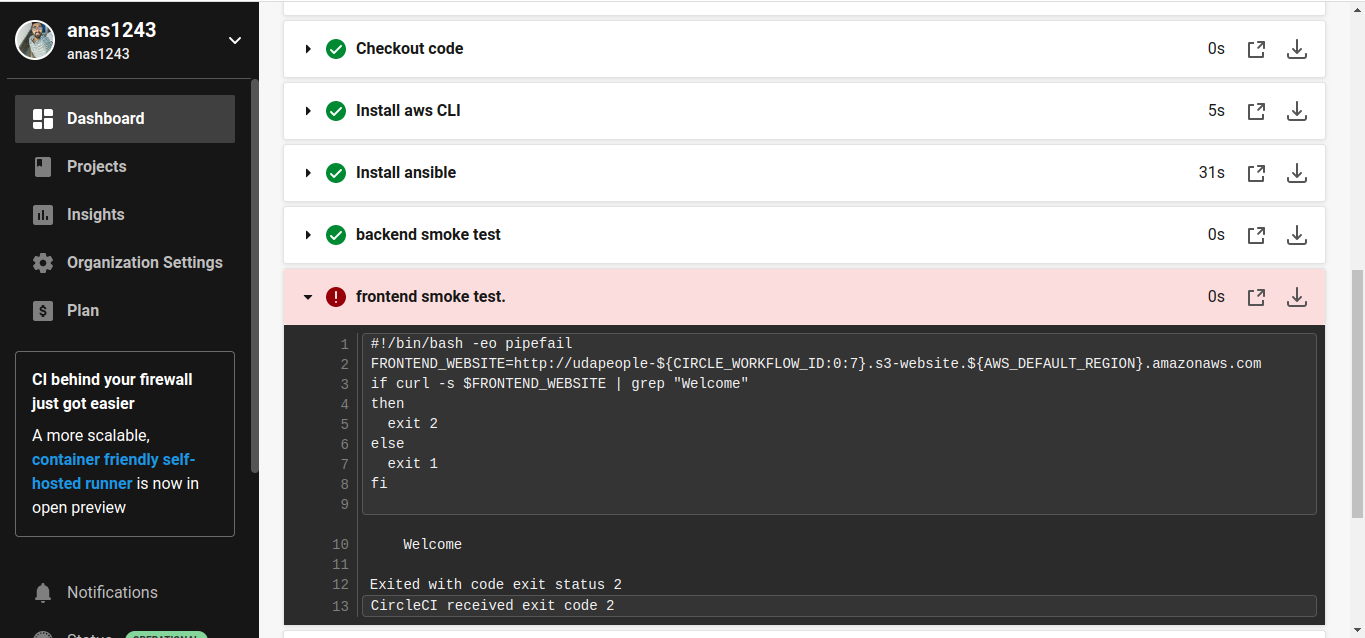 anas1243
anas1243
Dashboard
Projects
Insights
Organization Settings
Plan
CI behind your firewall
just got easier
A more scalable,
container friendly self-
hosted runner is now in
open preview
Notifications
Status OPERATIONAL
Checkout code 0s
Install aws CLI 5s
Install ansible 31s
backend smoke test 0s
frontend smoke test. 0s
1 #!/bin/bash -eo pipefail
2 FRONTEND_WEBSITE=http://udapeople-${CIRCLE_WORKFLOW_ID:0:7}.s3-website.${AWS_DEFAULT_REGION}.amazonaws.com
3 if curl -s $FRONTEND_WEBSITE | grep "Welcome"
4 then
5   exit 2
6 else
7   exit 1
8 fi
9
10     Welcome
11
12 Exited with code exit status 2
13 CircleCI received exit code 2